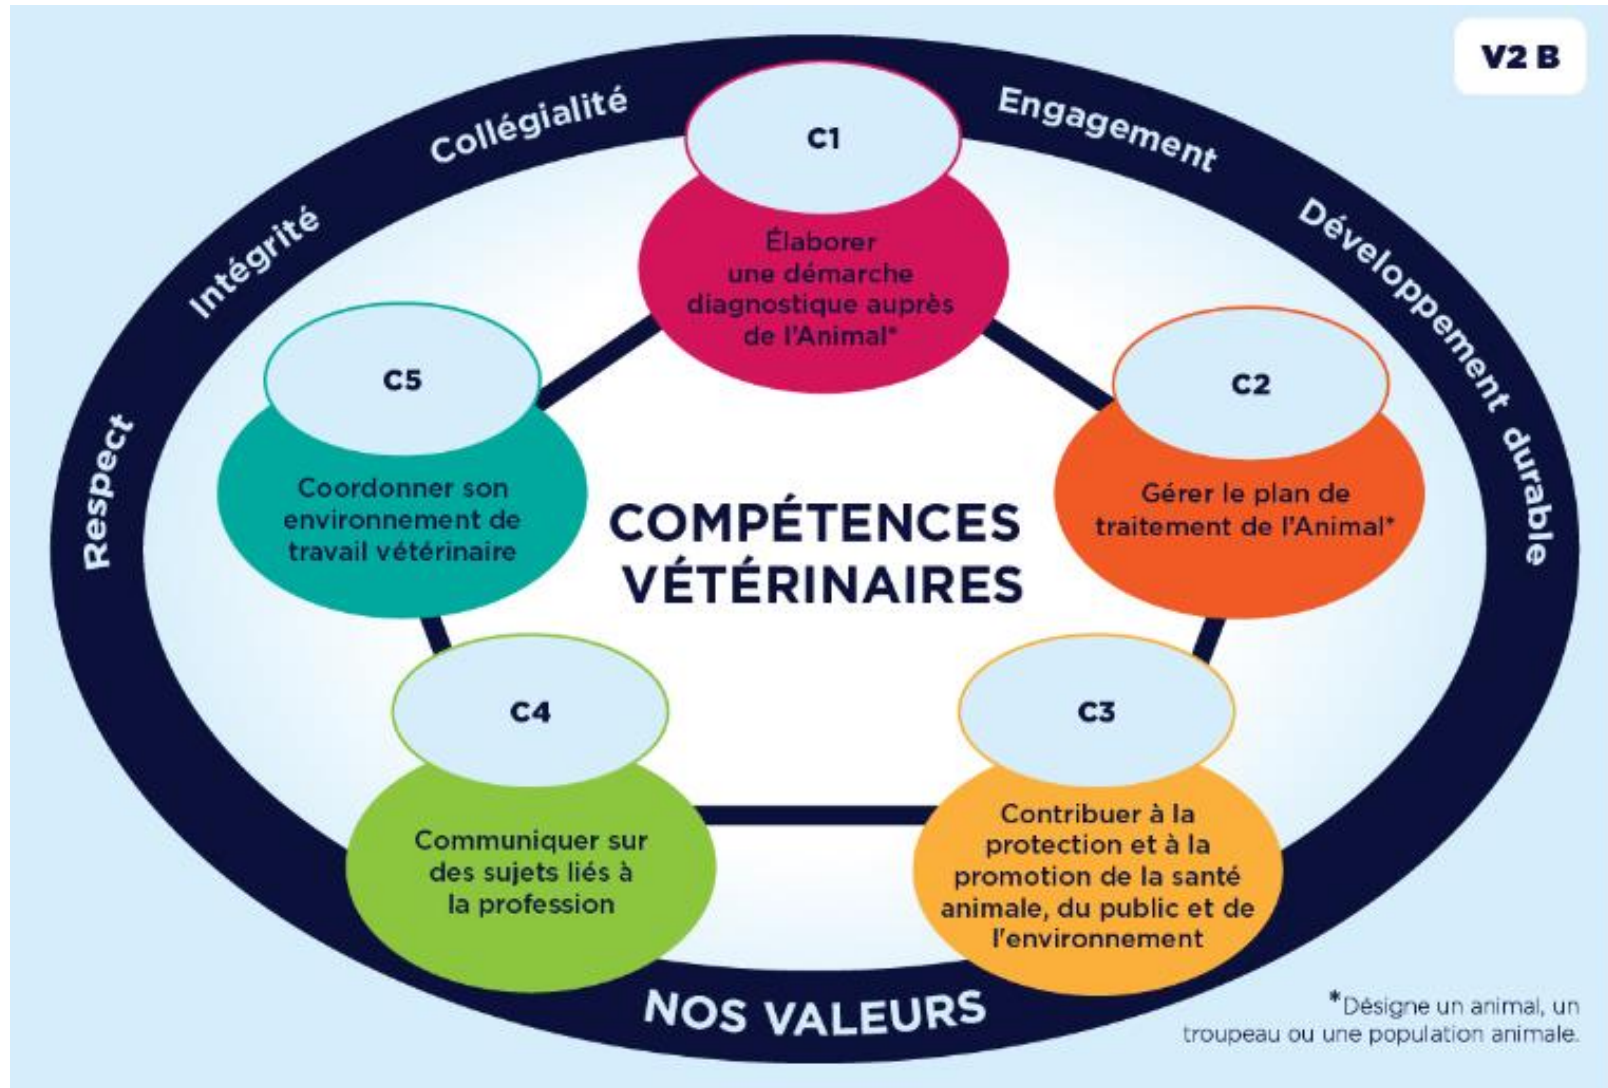 V2 B
Respect
Intégrité
Collégialité
Engagement
Développement durable
C1
Élaborer
une démarche
diagnostique auprès
de l'Animal*
C2
Gérer le plan de
traitement de l'Animal*
C3
Contribuer à la
protection et à la
promotion de la santé
animale, du public et de
l'environnement
C4
Communiquer sur
des sujets liés à
la profession
C5
Coordonner son
environnement de
travail vétérinaire
COMPÉTENCES
VÉTÉRINAIRES
NOS VALEURS
*Désigne un animal, un
troupeau ou une population animale.